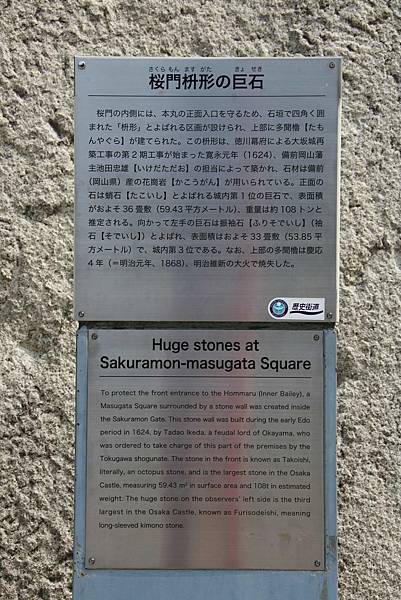 さくら もん ます がた きょ せき
桜門枡形の巨石
桜門の内側には、本丸の正面入口を守るため、石垣で四角く囲
まれた「枡形」とよばれる区画が設けられ、上部に多聞櫓【たも
んやぐら】が建てられた。この枡形は、徳川幕府による大坂城再
築工事の第2期工事が始まった寛永元年（1624）、備前岡山藩
主池田忠雄【いけだただお】の担当によって築かれ、石材は備前
（岡山県）産の花崗岩【かこうがん】が用いられている。正面の
石は蛸石【たこいし】とよばれる城内第1位の巨石で、表面積
がおよそ36畳敷（59.43平方メートル）、重量は約108トンと
推定される。向かって左手の巨石は振袖石【ふりそでいし】（袖
石【そでいし】）とよばれ、表面積はおよそ33畳敷（53.85平
方メートル）で、城内第3位である。なお、上部の多聞櫓は慶応
4年（＝明治元年、1868）、明治維新の大火で焼失した。
歴史街道
Huge stones at
Sakuramon-masugata Square
To protect the front entrance to the Hommaru (Inner Bailey), a
Masugata Square surrounded by a stone wall was created inside
the Sakuramon Gate. This stone wall was built during the early Edo
period in 1624, by Tadao Ikeda, a feudal lord of Okayama, who
was ordered to take charge of this part of the premises by the
Tokugawa shogunate. The stone in the front is known as Takoishi,
literally, an octopus stone, and is the largest stone in the Osaka
Castle, measuring 59.43 m² in surface area and 108t in estimated
weight. The huge stone on the observers' left side is the third
largest in the Osaka Castle, known as Furisodeishi, meaning
long-sleeved kimono stone.